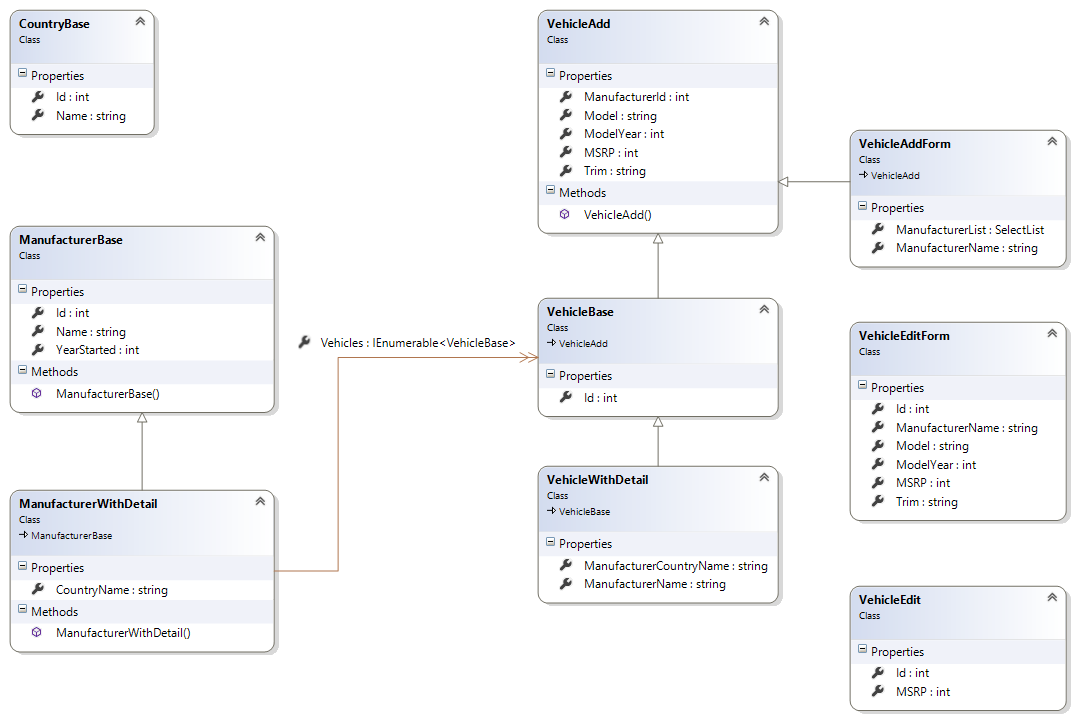 CountryBase
Class
Properties
Id : int
Name : string
ManufacturerBase
Class
Properties
Id : int
Name : string
YearStarted : int
Methods
ManufacturerBase()
ManufacturerWithDetail
Class
ManufacturerBase
Properties
CountryName : string
Methods
ManufacturerWithDetail()
Vehicles : IEnumerable<VehicleBase>
VehicleAdd
Class
Properties
ManufacturerId : int
Model : string
ModelYear : int
MSRP : int
Trim : string
Methods
VehicleAdd()
VehicleBase
Class
VehicleAdd
Properties
Id : int
VehicleWithDetail
Class
VehicleBase
Properties
ManufacturerCountryName : string
ManufacturerName : string
VehicleAddForm
Class
VehicleAdd
Properties
ManufacturerList : SelectList
ManufacturerName : string
VehicleEditForm
Class
Properties
Id : int
ManufacturerName : string
Model : string
ModelYear : int
MSRP : int
Trim : string
VehicleEdit
Class
Properties
Id : int
MSRP : int